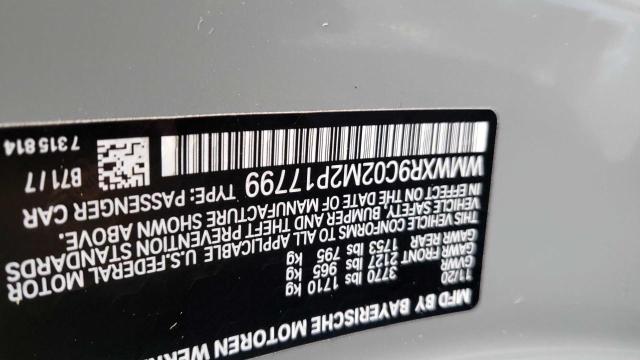 MFD BY BAYERISCHE MOTOREN
11/20
GVWR 3770 lbs 1710 kg
GAWR FRONT 2127 lbs 965 kg
GAWR REAR 1753 lbs 795 kg
THIS VEHICLE CONFORMS TO ALL APPLICABLE U.S.FEDERAL MOTOR
VEHICLE SAFETY, BUMPER AND THEFT PREVENTION STANDARDS
IN EFFECT ON THE DATE OF MANUFACTURE SHOWN ABOVE.
WMWXR9C02M2P17799 TYPE: PASSENGER CAR
B71/7
7315814